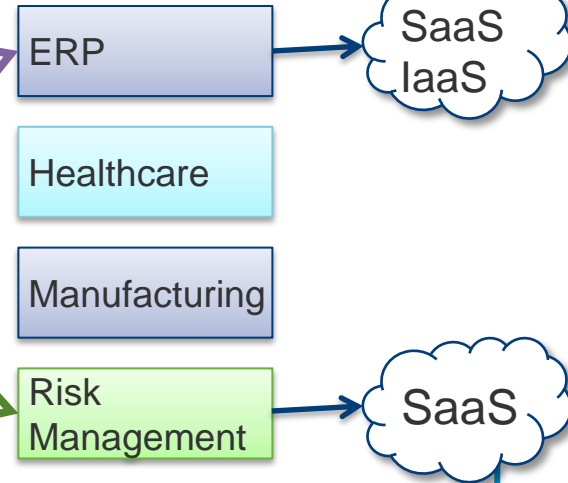 ERP
SaaS
IaaS
Healthcare
Manufacturing
Risk
Management
SaaS